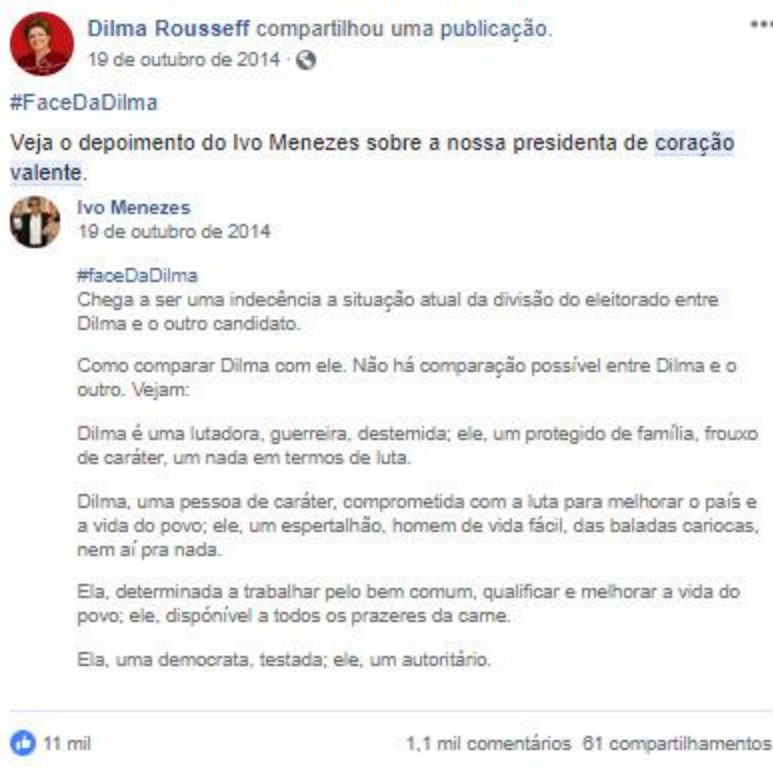 Dilma Rousseff compartilhou uma publicação.
19 de outubro de 2014 ·
#FaceDaDilma
Veja o depoimento do Ivo Menezes sobre a nossa presidenta de coração
valente.
Ivo Menezes
19 de outubro de 2014
#faceDaDilma
Chega a ser uma indecência a situação atual da divisão do eleitorado entre
Dilma e o outro candidato.
Como comparar Dilma com ele. Não há comparação possível entre Dilma e o
outro. Vejam:
Dilma é uma lutadora, guerreira, destemida; ele, um protegido de família, frouxo
de caráter, um nada em termos de luta.
Dilma, uma pessoa de caráter, comprometida com a luta para melhorar o país e
a vida do povo; ele, um espertalhão, homem de vida fácil, das baladas cariocas,
nem aí pra nada.
Ela, determinada a trabalhar pelo bem comum, qualificar e melhorar a vida do
povo; ele, dispónível a todos os prazeres da carne.
Ela, uma democrata, testada; ele, um autoritário.
11 mil
1,1 mil comentários 61 compartilhamentos